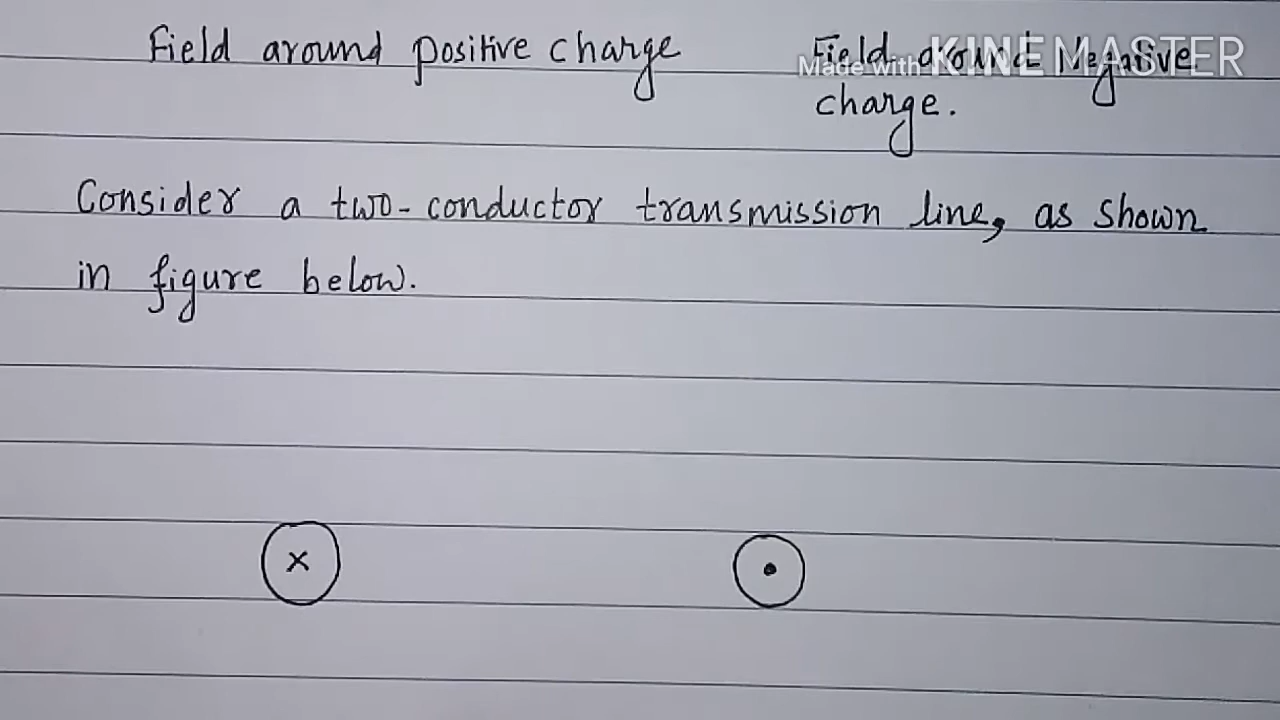 Field around positive charge
Field around Negative
Made with KINEMASTER
charge.
Consider a two-conductor transmission line, as shown
in figure below.
x